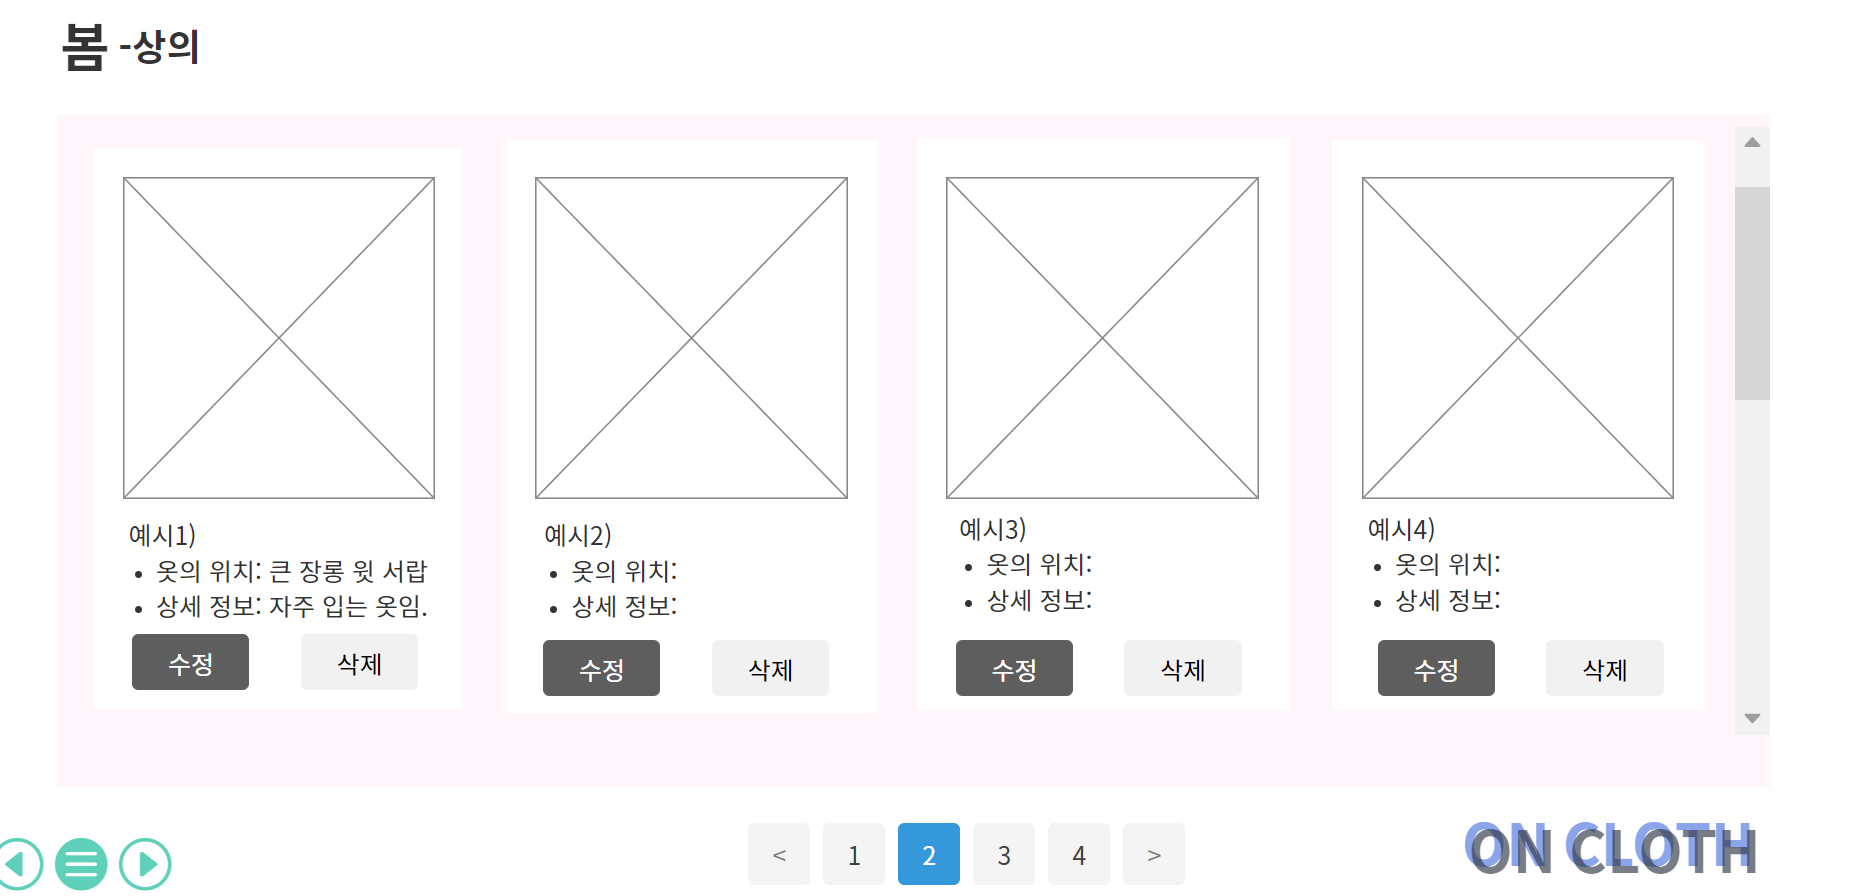 봄 -상의
예시1)
• 옷의 위치: 큰 장롱 윗 서랍
• 상세 정보: 자주 입는 옷임.
수정 삭제
예시2)
• 옷의 위치:
• 상세 정보:
수정 삭제
예시3)
• 옷의 위치:
• 상세 정보:
수정 삭제
예시4)
• 옷의 위치:
• 상세 정보:
수정 삭제
< 1 2 3 4 >
ON CLOTH